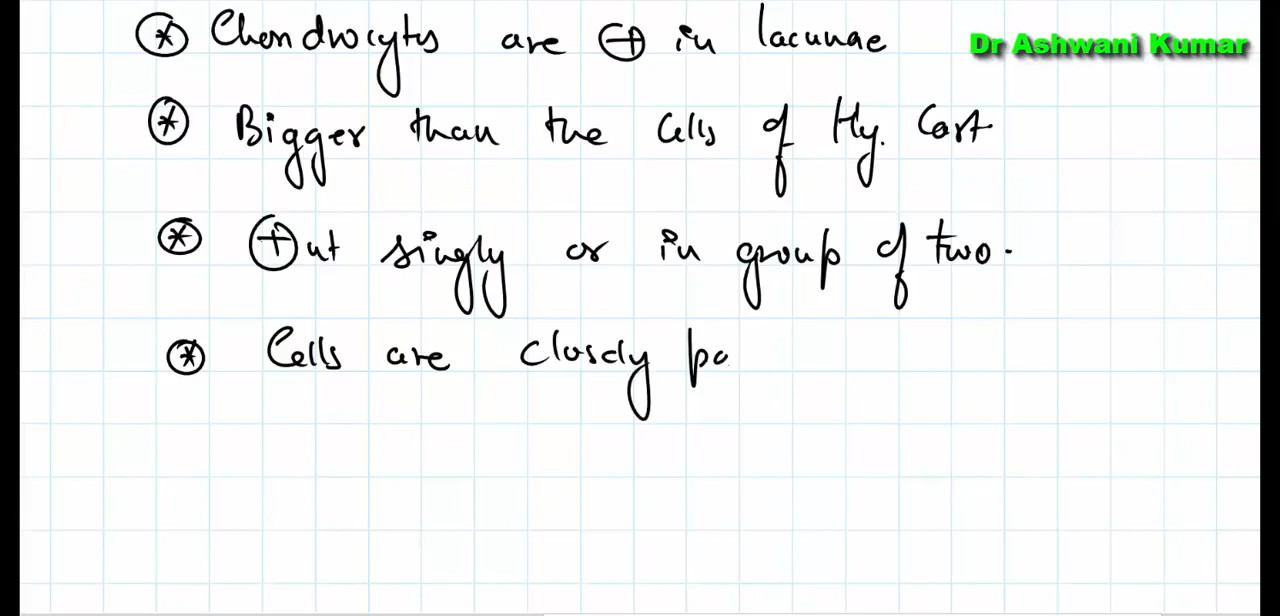 ⊛ Chondrocytes are ⊕ in lacunae
Dr Ashwani Kumar
⊛ Bigger than the cells of Hy. Cart
⊛ ⊕nt singly or in group of two.
⊛ Cells are closely pa